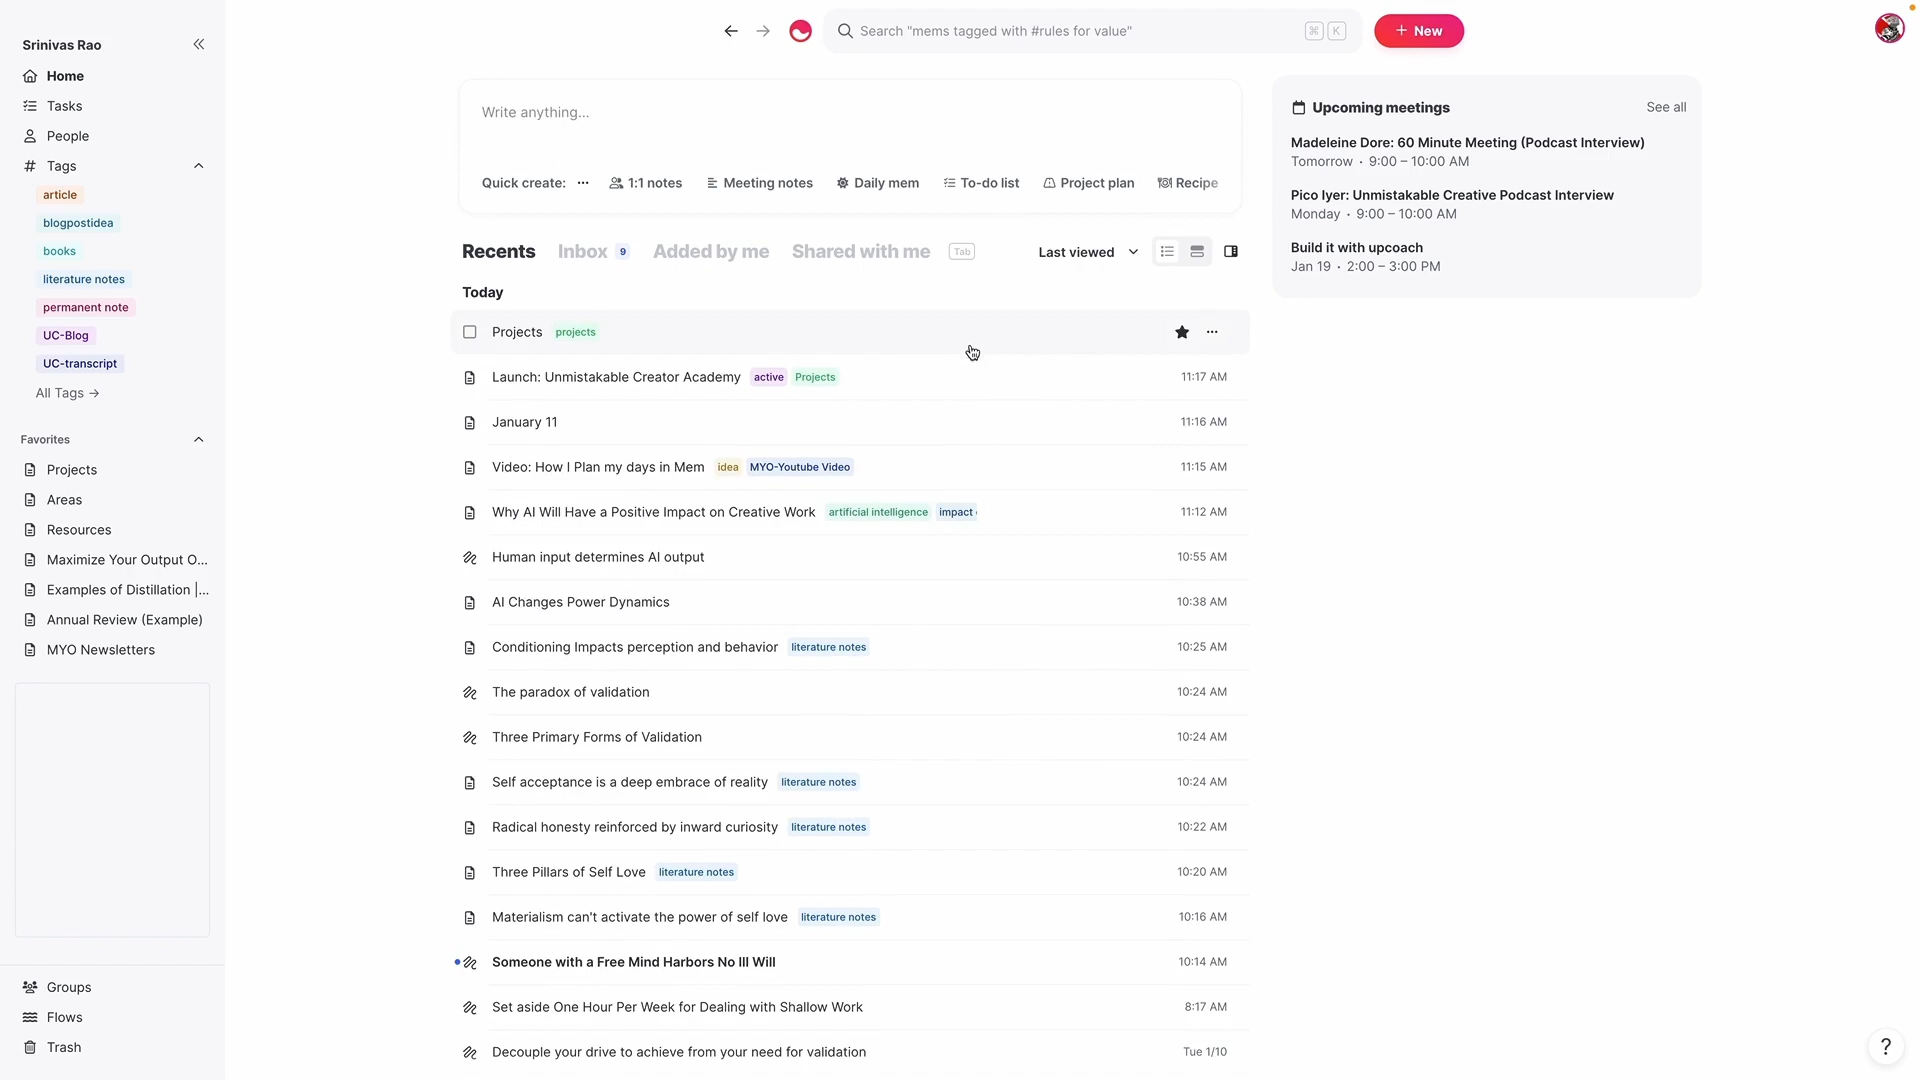 Srinivas Rao
Home
Tasks
People
# Tags
article
blogpostidea
books
literature notes
permanent note
UC-Blog
UC-transcript
All Tags →
Favorites
Projects
Areas
Resources
Maximize Your Output O...
Examples of Distillation |...
Annual Review (Example)
MYO Newsletters
Groups
Flows
Trash
Search "mems tagged with #rules for value" ⌘ K
+ New
Write anything...
Quick create: ··· 1:1 notes Meeting notes Daily mem To-do list Project plan Recipe
Recents Inbox 9 Added by me Shared with me Tab Last viewed
Today
Projects projects ···
Launch: Unmistakable Creator Academy active Projects 11:17 AM
January 11 11:16 AM
Video: How I Plan my days in Mem idea MYO-Youtube Video 11:15 AM
Why AI Will Have a Positive Impact on Creative Work artificial intelligence impact 11:12 AM
Human input determines AI output 10:55 AM
AI Changes Power Dynamics 10:38 AM
Conditioning Impacts perception and behavior literature notes 10:25 AM
The paradox of validation 10:24 AM
Three Primary Forms of Validation 10:24 AM
Self acceptance is a deep embrace of reality literature notes 10:24 AM
Radical honesty reinforced by inward curiosity literature notes 10:22 AM
Three Pillars of Self Love literature notes 10:20 AM
Materialism can't activate the power of self love literature notes 10:16 AM
Someone with a Free Mind Harbors No Ill Will 10:14 AM
Set aside One Hour Per Week for Dealing with Shallow Work 8:17 AM
Decouple your drive to achieve from your need for validation Tue 1/10
Upcoming meetings See all
Madeleine Dore: 60 Minute Meeting (Podcast Interview)
Tomorrow · 9:00 – 10:00 AM
Pico Iyer: Unmistakable Creative Podcast Interview
Monday · 9:00 – 10:00 AM
Build it with upcoach
Jan 19 · 2:00 – 3:00 PM
?